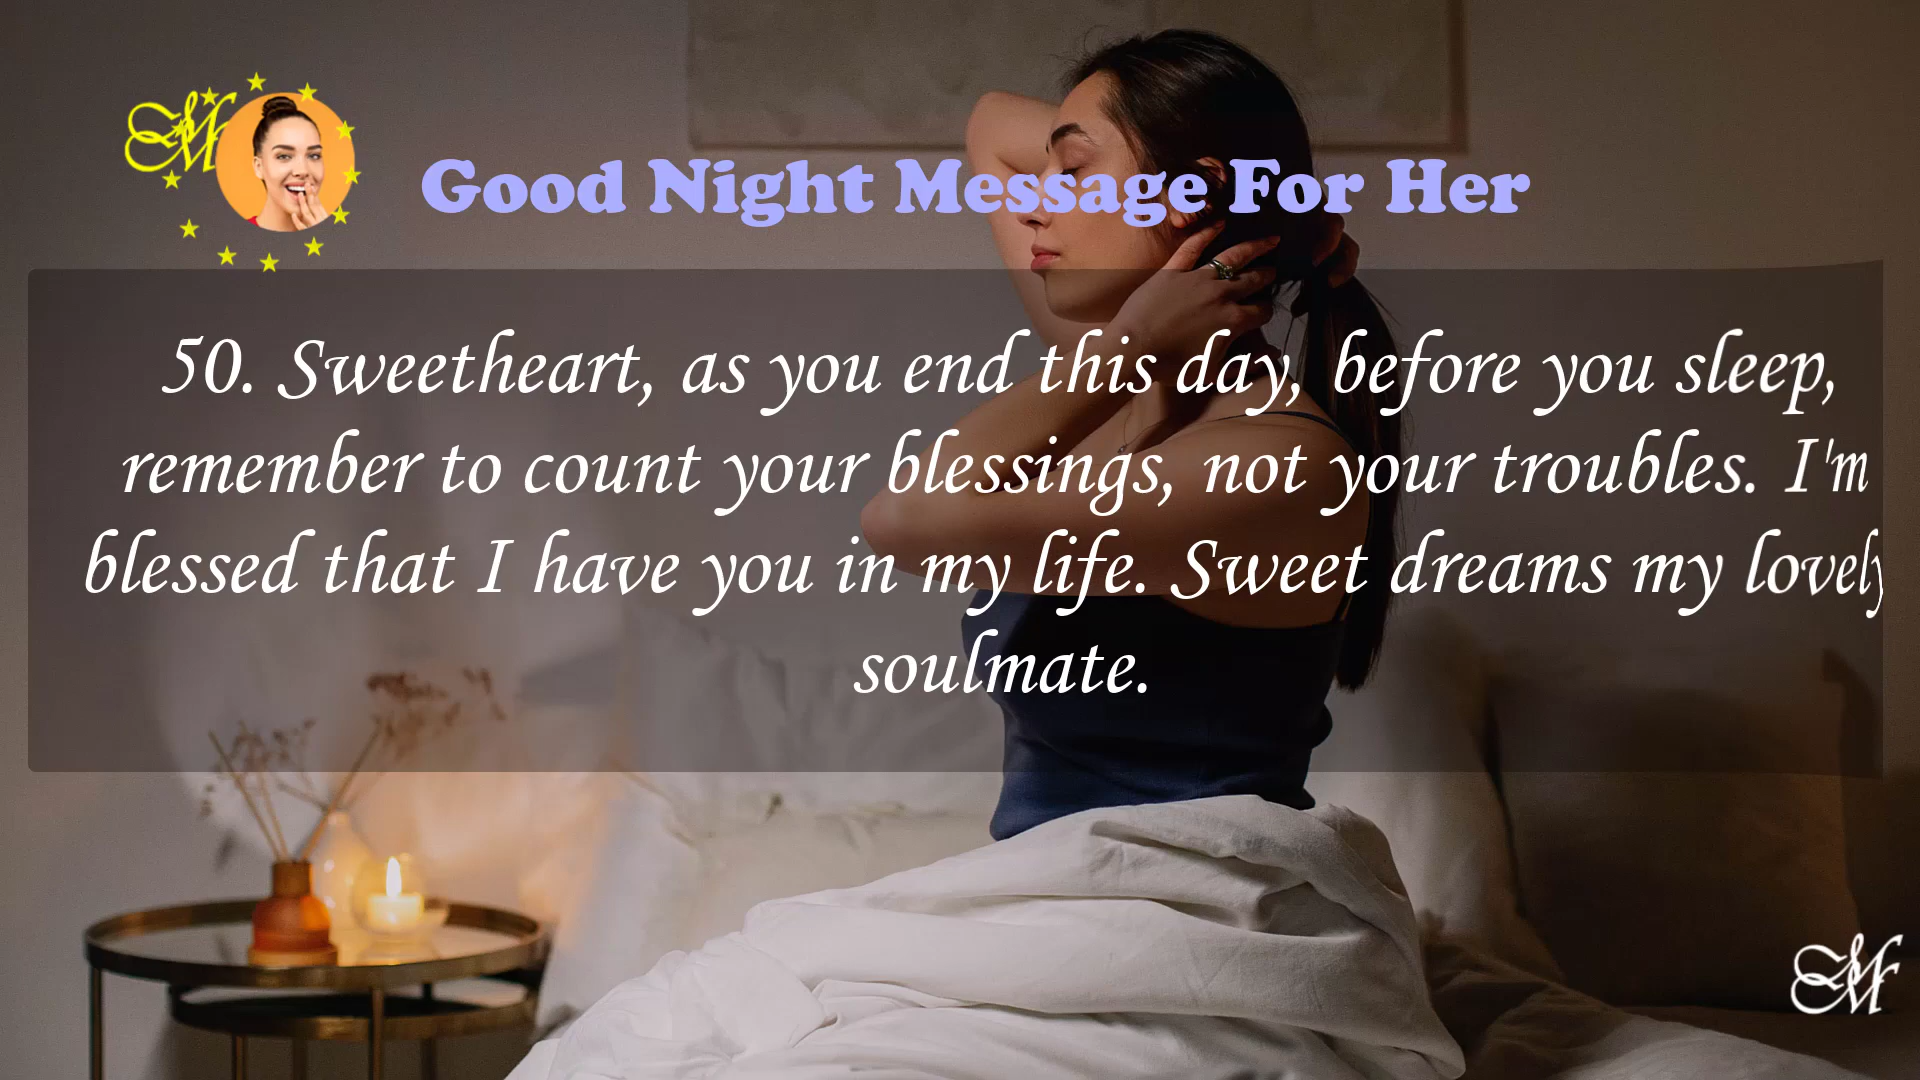 Good Night Message For Her
50. Sweetheart, as you end this day, before you sleep,
remember to count your blessings, not your troubles. I'm
blessed that I have you in my life. Sweet dreams my lovely
soulmate.